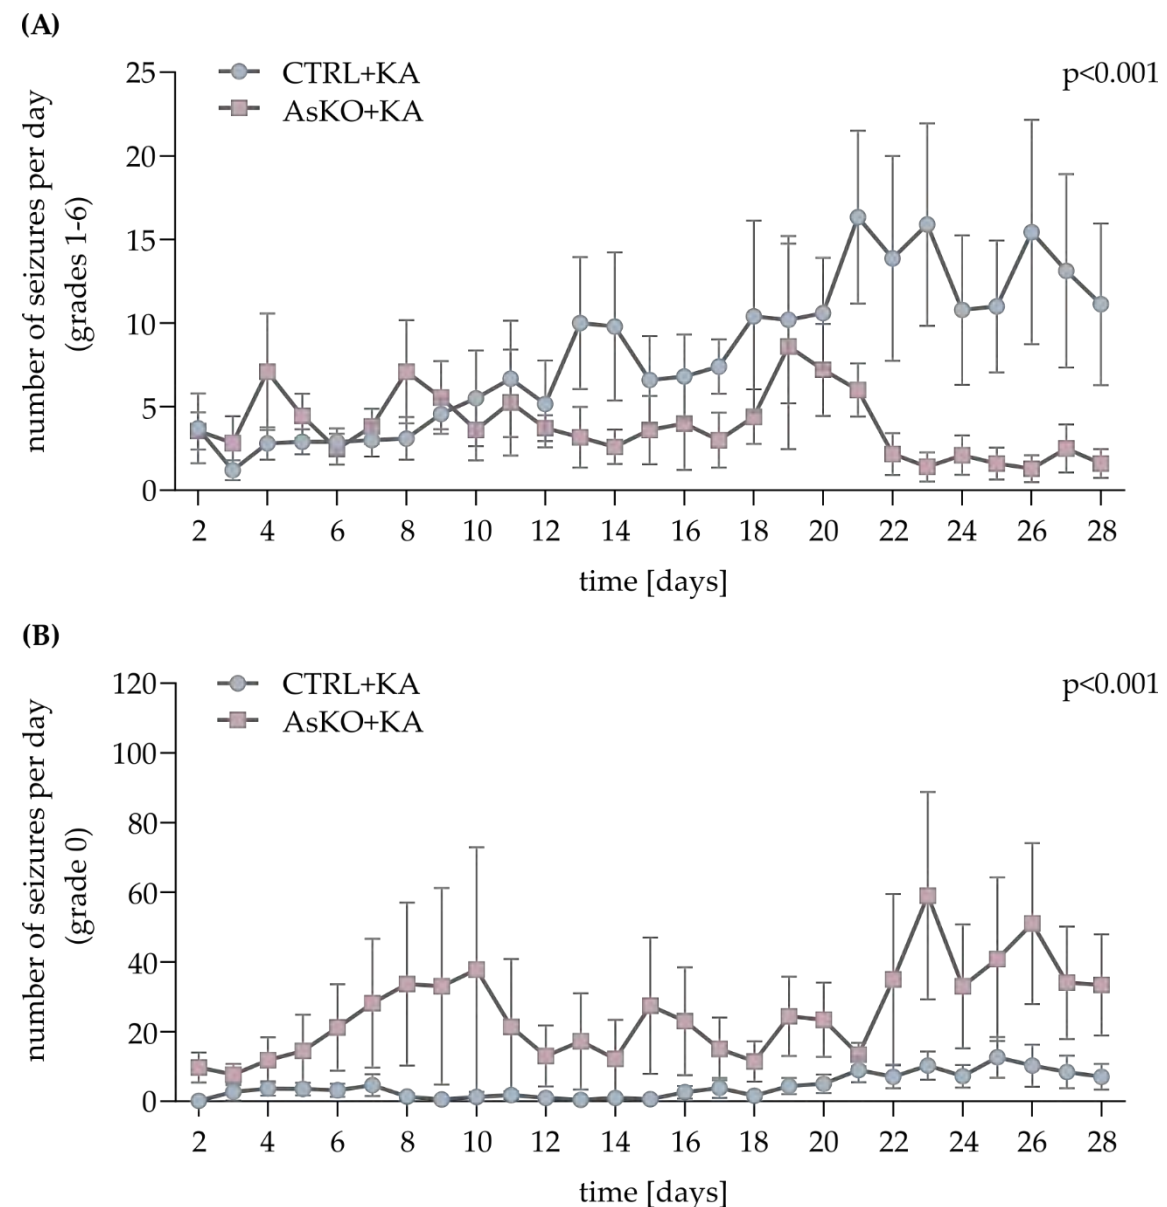 (A)
number of seizures per day
(grades 1-6)
25
20
15
10
5
0
CTRL+KA
AsKO+KA
p<0.001
2 4 6 8 10 12 14 16 18 20 22 24 26 28
time [days]
(B)
number of seizures per day
(grade 0)
120
100
80
60
40
20
0
CTRL+KA
AsKO+KA
p<0.001
2 4 6 8 10 12 14 16 18 20 22 24 26 28
time [days]